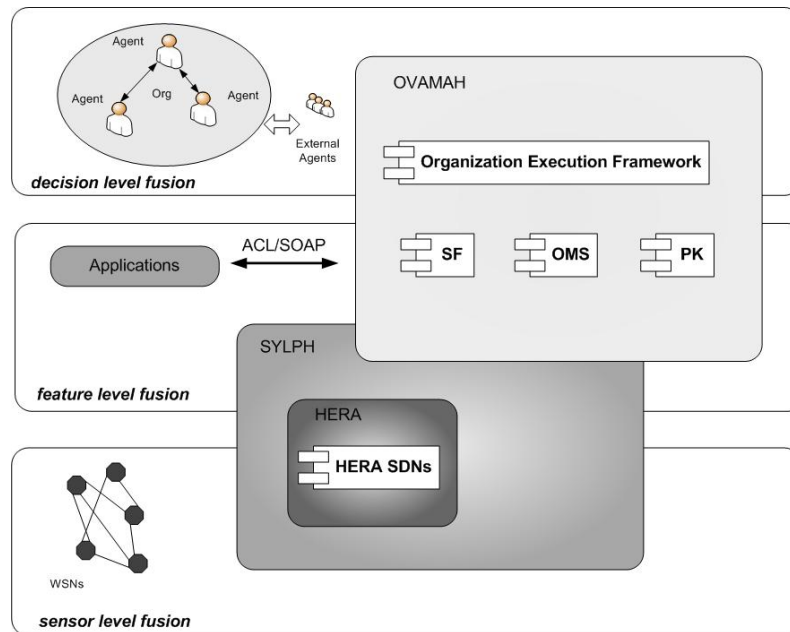 Agent
OVAMAH
Agent
Org
Agent
External
Agents
Organization Execution Framework
decision level fusion
ACL/SOAP
Applications
SF
OMS
PK
SYLPH
feature level fusion
HERA
HERA SDNs
WSNs
sensor level fusion